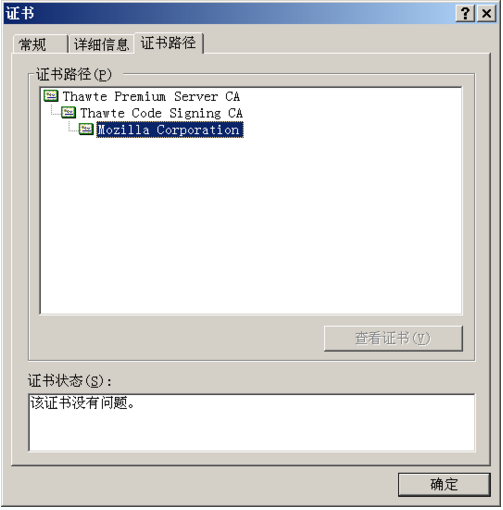 证书
常规
详细信息
证书路径
证书路径(P)
Thawte Premium Server CA
Thawte Code Signing CA
Mozilla Corporation
查看证书(V)
证书状态(S):
该证书没有问题。
确定